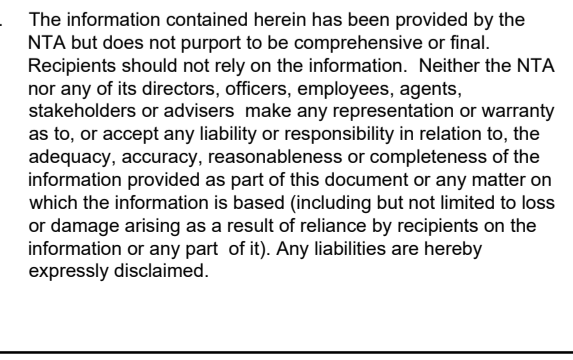 . The information contained herein has been provided by the
NTA but does not purport to be comprehensive or final.
Recipients should not rely on the information.  Neither the NTA
nor any of its directors, officers, employees, agents,
stakeholders or advisers  make any representation or warranty
as to, or accept any liability or responsibility in relation to, the
adequacy, accuracy, reasonableness or completeness of the
information provided as part of this document or any matter on
which the information is based (including but not limited to loss
or damage arising as a result of reliance by recipients on the
information or any part  of it). Any liabilities are hereby
expressly disclaimed.